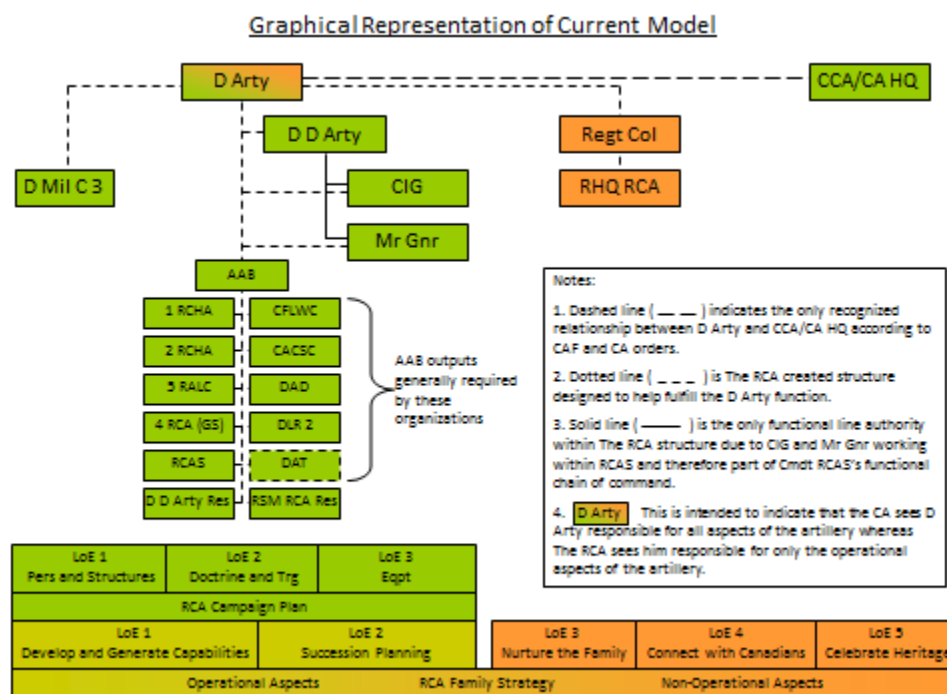 Graphical Representation of Current Model
D Arty
CCA/CA HQ
D D Arty
Regt Col
D Mil C 3
CIG
RHQ RCA
Mr Gnr
AAB
1 RCHA
CFLWC
2 RCHA
CACSC
5 RALC
DAD
4 RCA (GS)
DLR 2
RCAS
DAT
D D Arty Res
RSM RCA Res
AAB outputs
generally required
by these
organizations
Notes:
1. Dashed line ( __ __ ) indicates the only recognized
relationship between D Arty and CCA/CA HQ according to
CAF and CA orders.
2. Dotted line ( _ _ _ ) is The RCA created structure
designed to help fulfill the D Arty function.
3. Solid line ( ____ ) is the only functional line authority
within The RCA structure due to CIG and Mr Gnr working
within RCAS and therefore part of Cmdt RCAS's functional
chain of command.
4. D Arty This is intended to indicate that the CA sees D
Arty responsible for all aspects of the artillery whereas
The RCA sees him responsible for only the operational
aspects of the artillery.
LoE 1
Pers and Structures
LoE 2
Doctrine and Trg
LoE 3
Eqpt
RCA Campaign Plan
LoE 1
Develop and Generate Capabilities
LoE 2
Succession Planning
LoE 3
Nurture the Family
LoE 4
Connect with Canadians
LoE 5
Celebrate Heritage
Operational Aspects
RCA Family Strategy
Non-Operational Aspects